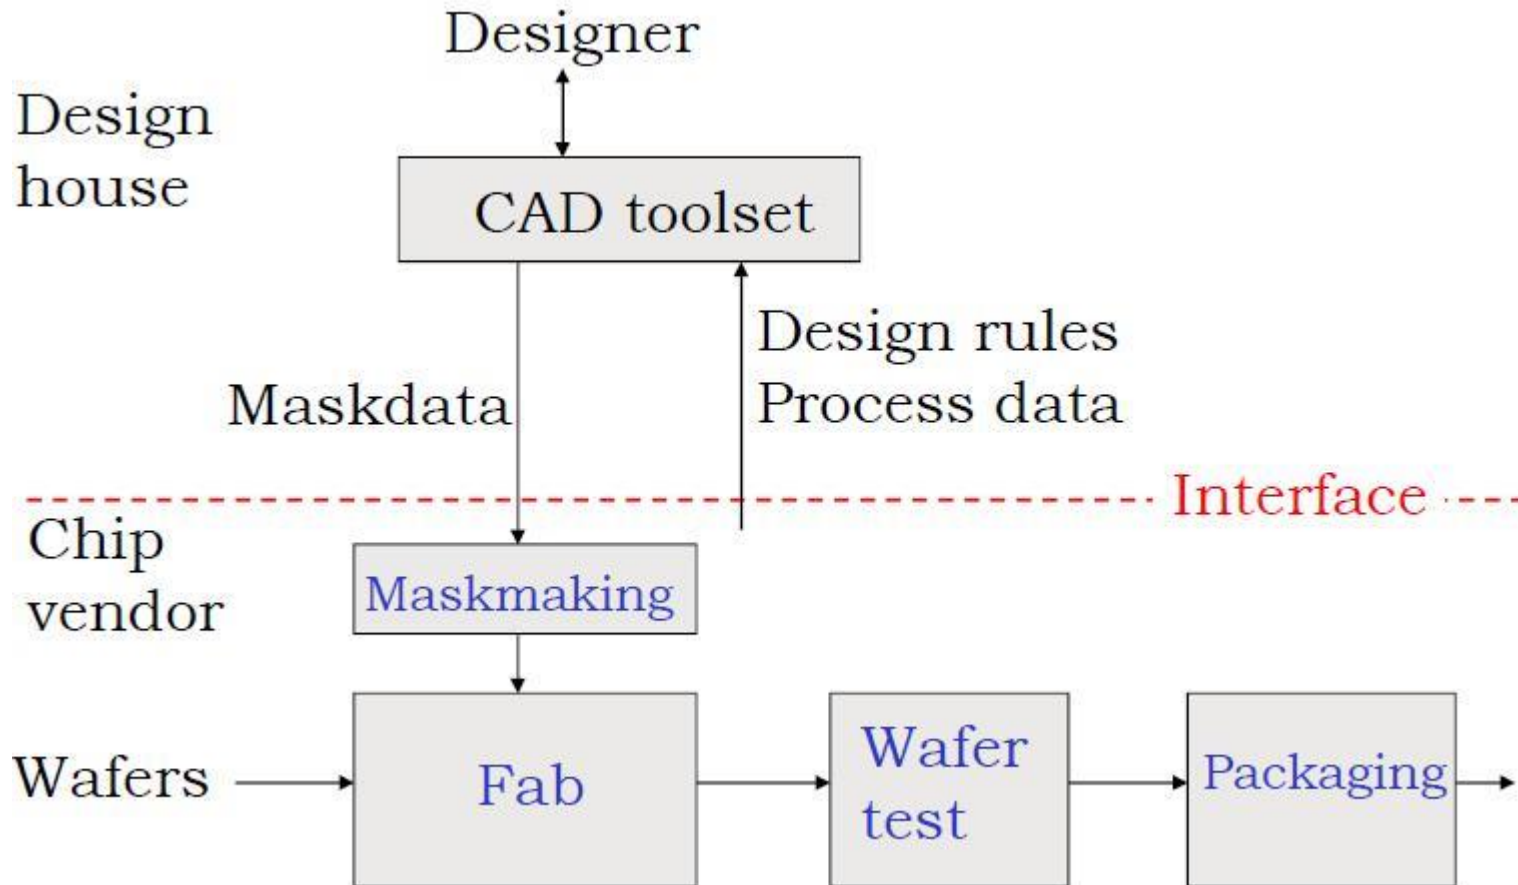 Designer
Design
house
CAD toolset
Design rules
Maskdata
Process data
Interface
Chip
vendor
Maskmaking
Wafers
Fab
Wafer
test
Packaging